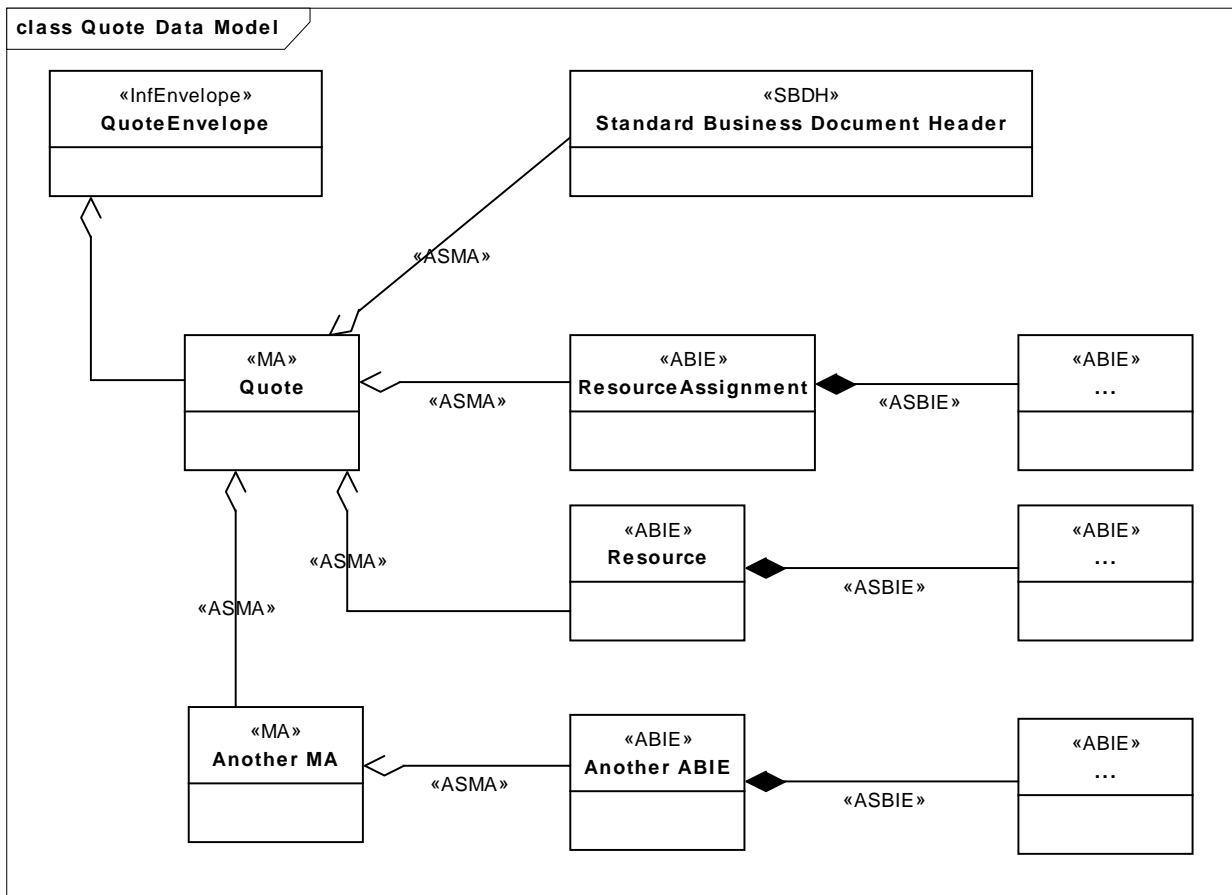 class Quote Data Model
«InfEnvelope»
QuoteEnvelope
«SBDH»
Standard Business Document Header
«ASMA»
«MA»
Quote
«ASMA»
«ABIE»
ResourceAssignment
«ASBIE»
«ABIE»
...
«ASMA»
«ASMA»
«ABIE»
Resource
«ASBIE»
«ABIE»
...
«MA»
Another MA
«ASMA»
«ABIE»
Another ABIE
«ASBIE»
«ABIE»
...